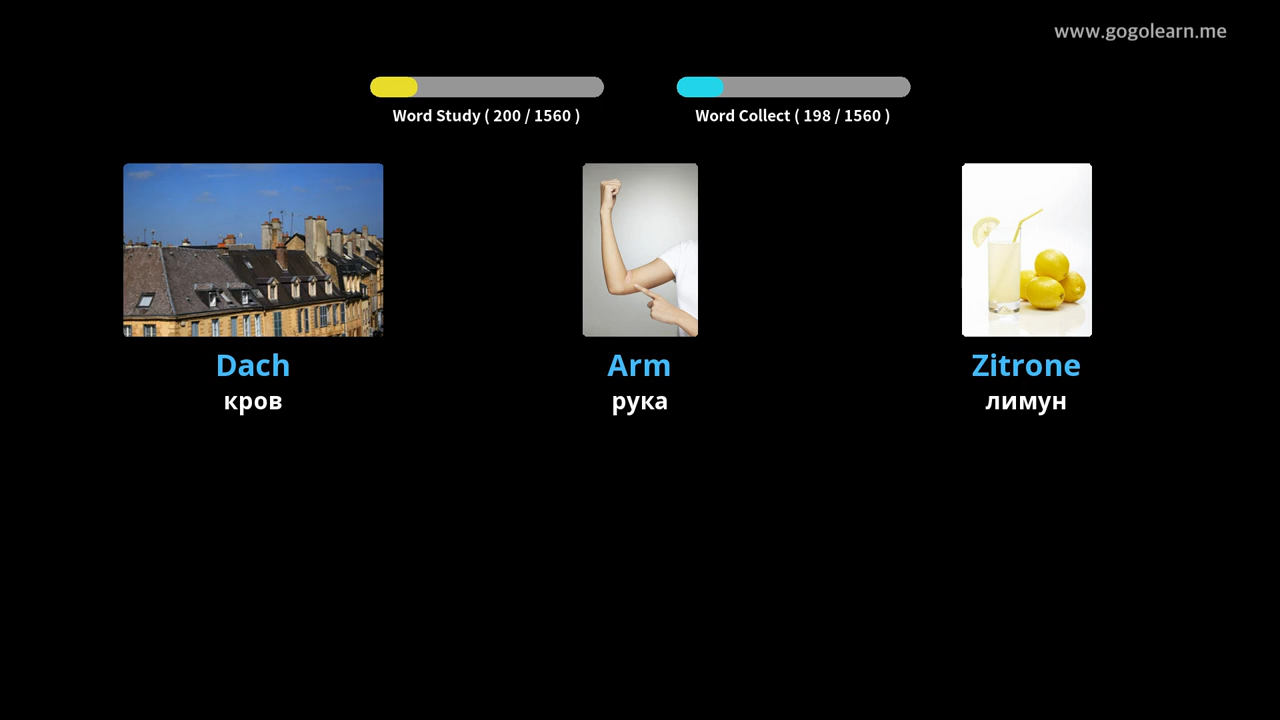 www.gogolearn.me
Word Study ( 200 / 1560 )
Word Collect ( 198 / 1560 )
Dach
кров
Arm
рука
Zitrone
лимун